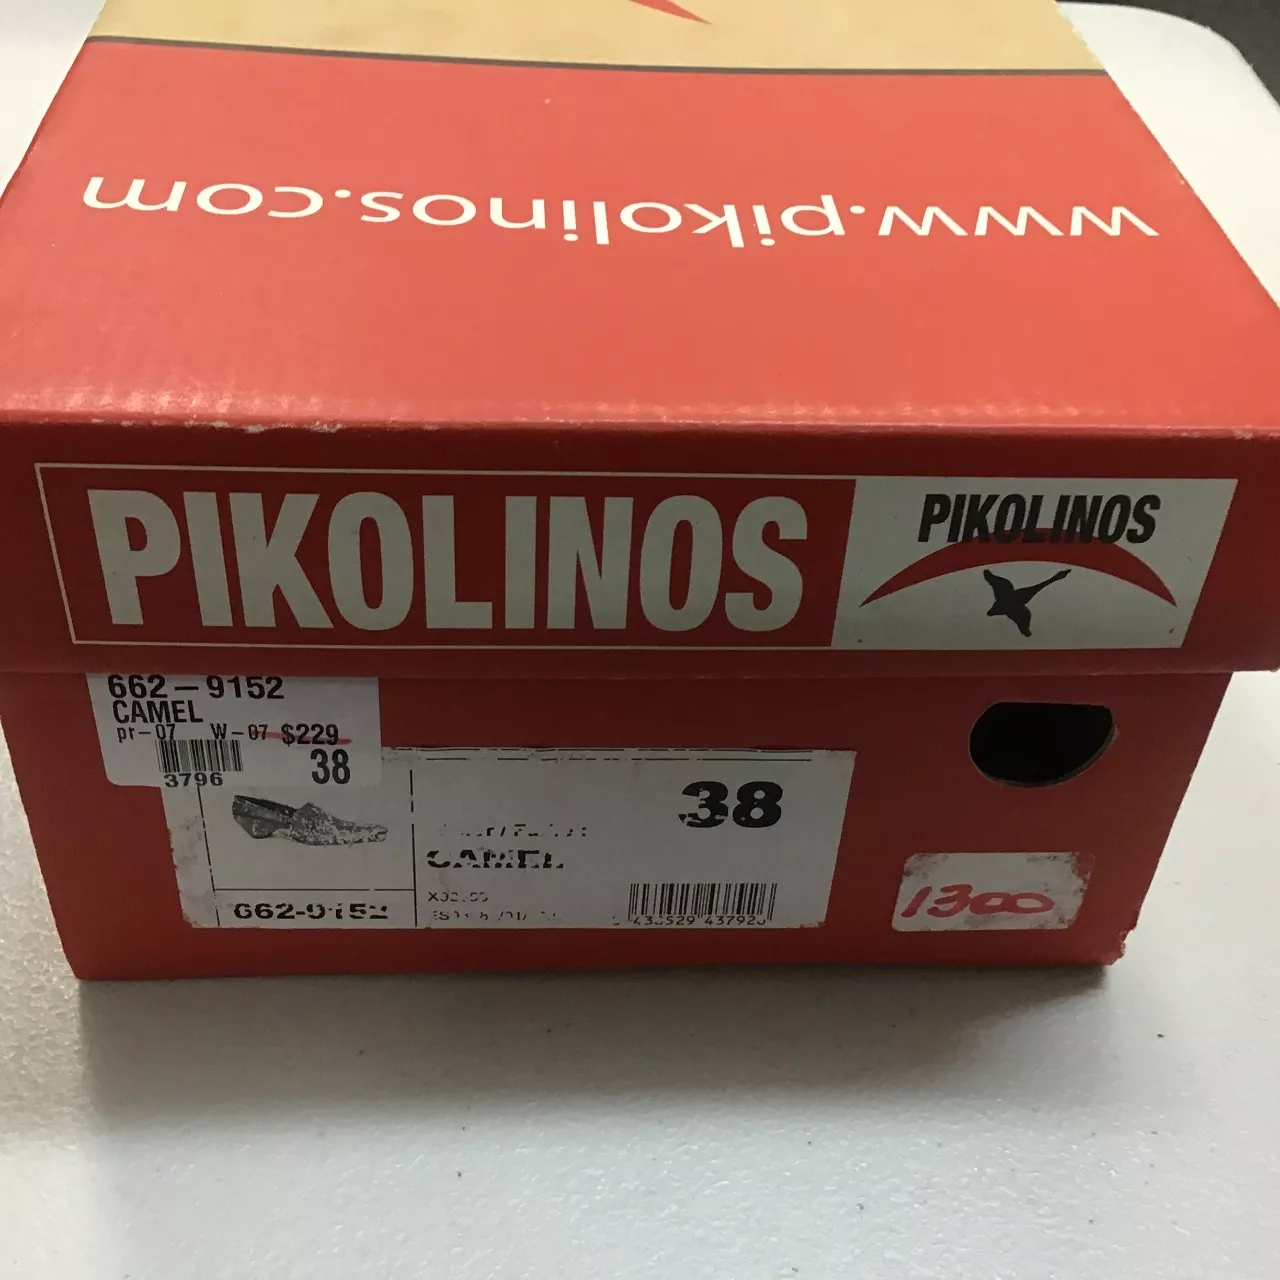 www.pikolinos.com
PIKOLINOS
PIKOLINOS
662-9152
CAMEL
pr-07 W-07 $229
38
3796
38
CAMEL
662-9152
1300